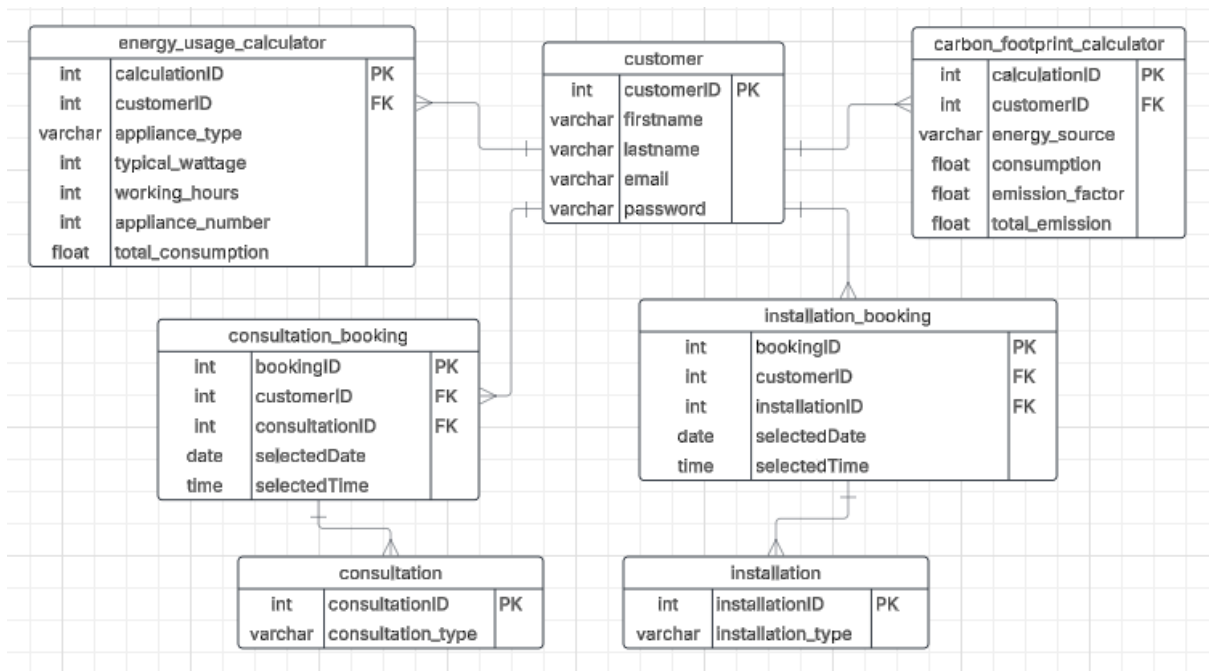 energy_usage_calculator
int calculationID PK
int customerID FK
varchar appliance_type
int typical_wattage
int working_hours
int appliance_number
float total_consumption
customer
int customerID PK
varchar firstname
varchar lastname
varchar email
varchar password
carbon_footprint_calculator
int calculationID PK
int customerID FK
varchar energy_source
float consumption
float emission_factor
float total_emission
consultation_booking
int bookingID PK
int customerID FK
int consultationID FK
date selectedDate
time selectedTime
installation_booking
int bookingID PK
int customerID FK
int installationID FK
date selectedDate
time selectedTime
consultation
int consultationID PK
varchar consultation_type
installation
int installationID PK
varchar installation_type